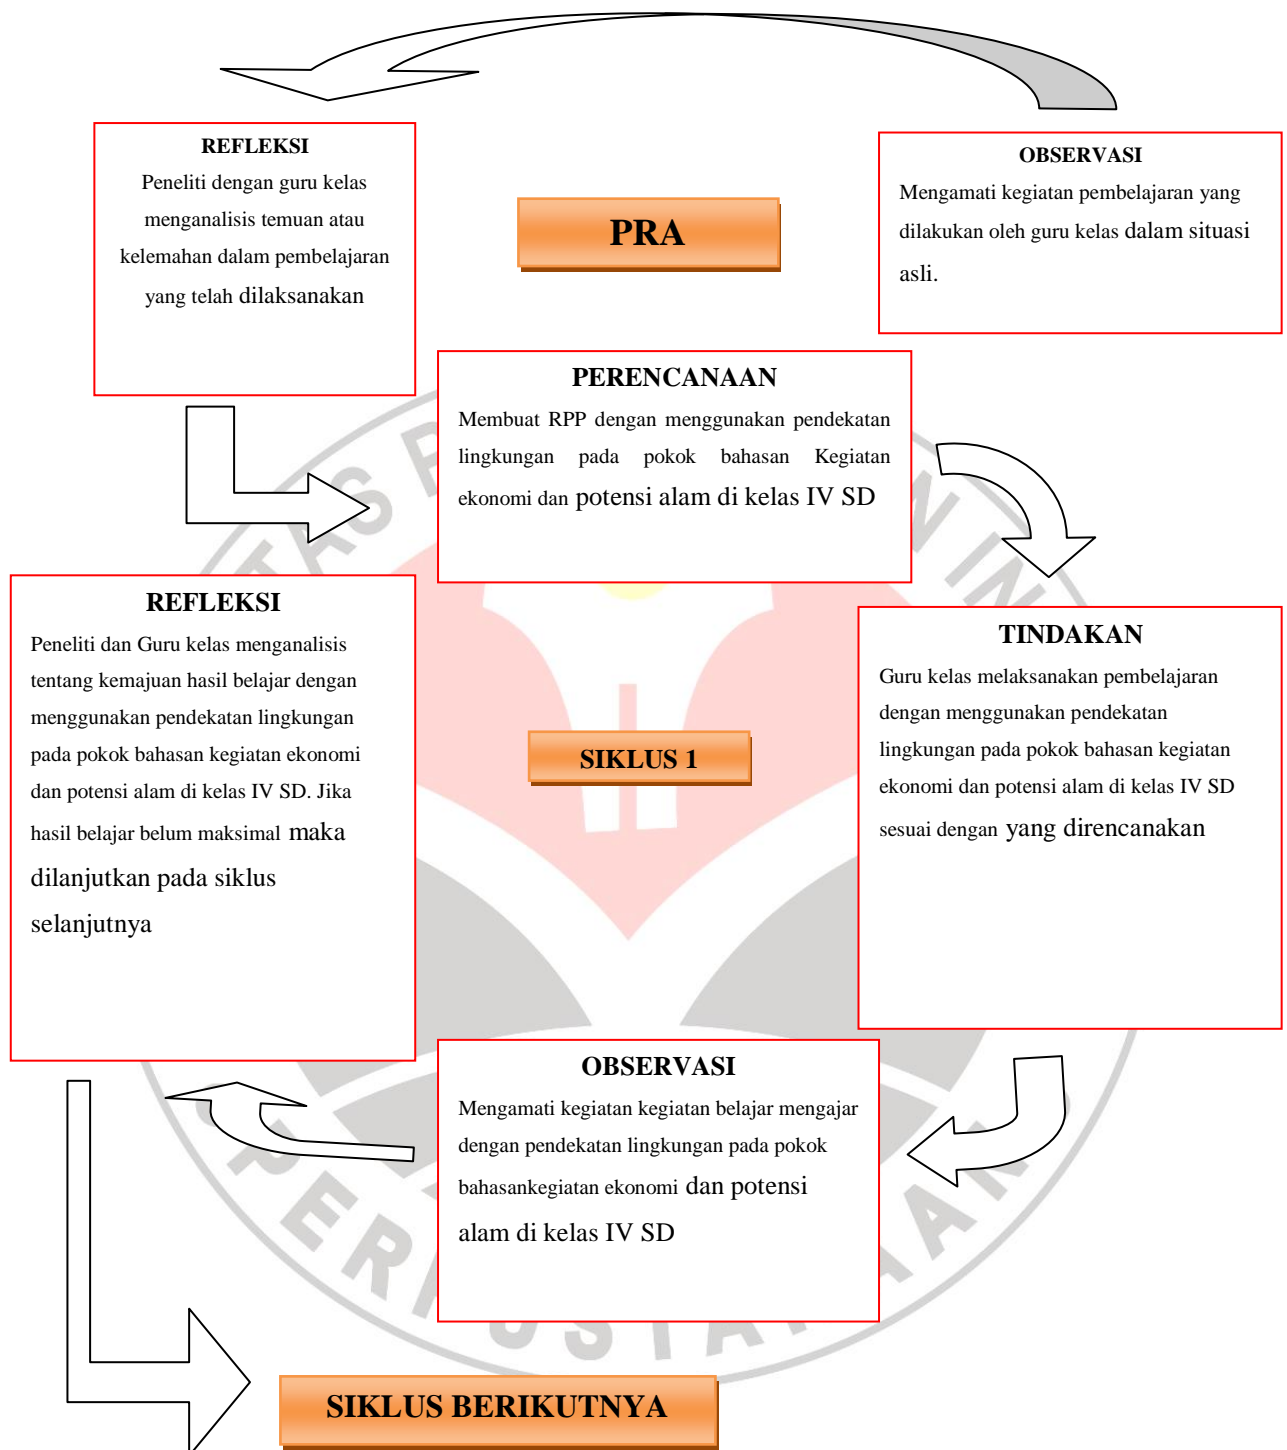 REFLEKSI
Peneliti dengan guru kelas
menganalisis temuan atau
kelemahan dalam pembelajaran
yang telah dilaksanakan
OBSERVASI
Mengamati kegiatan pembelajaran yang
dilakukan oleh guru kelas dalam situasi
asli.
PRA
PERENCANAAN
Membuat RPP dengan menggunakan pendekatan
lingkungan pada pokok bahasan Kegiatan
ekonomi dan potensi alam di kelas IV SD
REFLEKSI
Peneliti dan Guru kelas menganalisis
tentang kemajuan hasil belajar dengan
menggunakan pendekatan lingkungan
pada pokok bahasan kegiatan ekonomi
dan potensi alam di kelas IV SD. Jika
hasil belajar belum maksimal maka
dilanjutkan pada siklus
selanjutnya
TINDAKAN
Guru kelas melaksanakan pembelajaran
dengan menggunakan pendekatan
lingkungan pada pokok bahasan kegiatan
ekonomi dan potensi alam di kelas IV SD
sesuai dengan yang direncanakan
SIKLUS 1
OBSERVASI
Mengamati kegiatan kegiatan belajar mengajar
dengan pendekatan lingkungan pada pokok
bahasankegiatan ekonomi dan potensi
alam di kelas IV SD
SIKLUS BERIKUTNYA